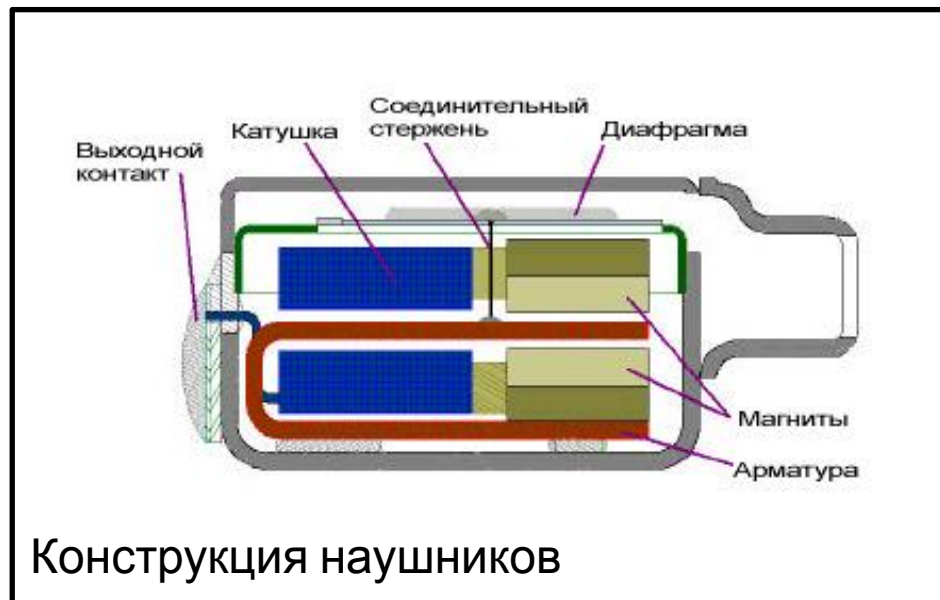 Соединительный
стержень
Катушка
Диафрагма
Выходной
контакт
Магниты
Арматура
Конструкция наушников